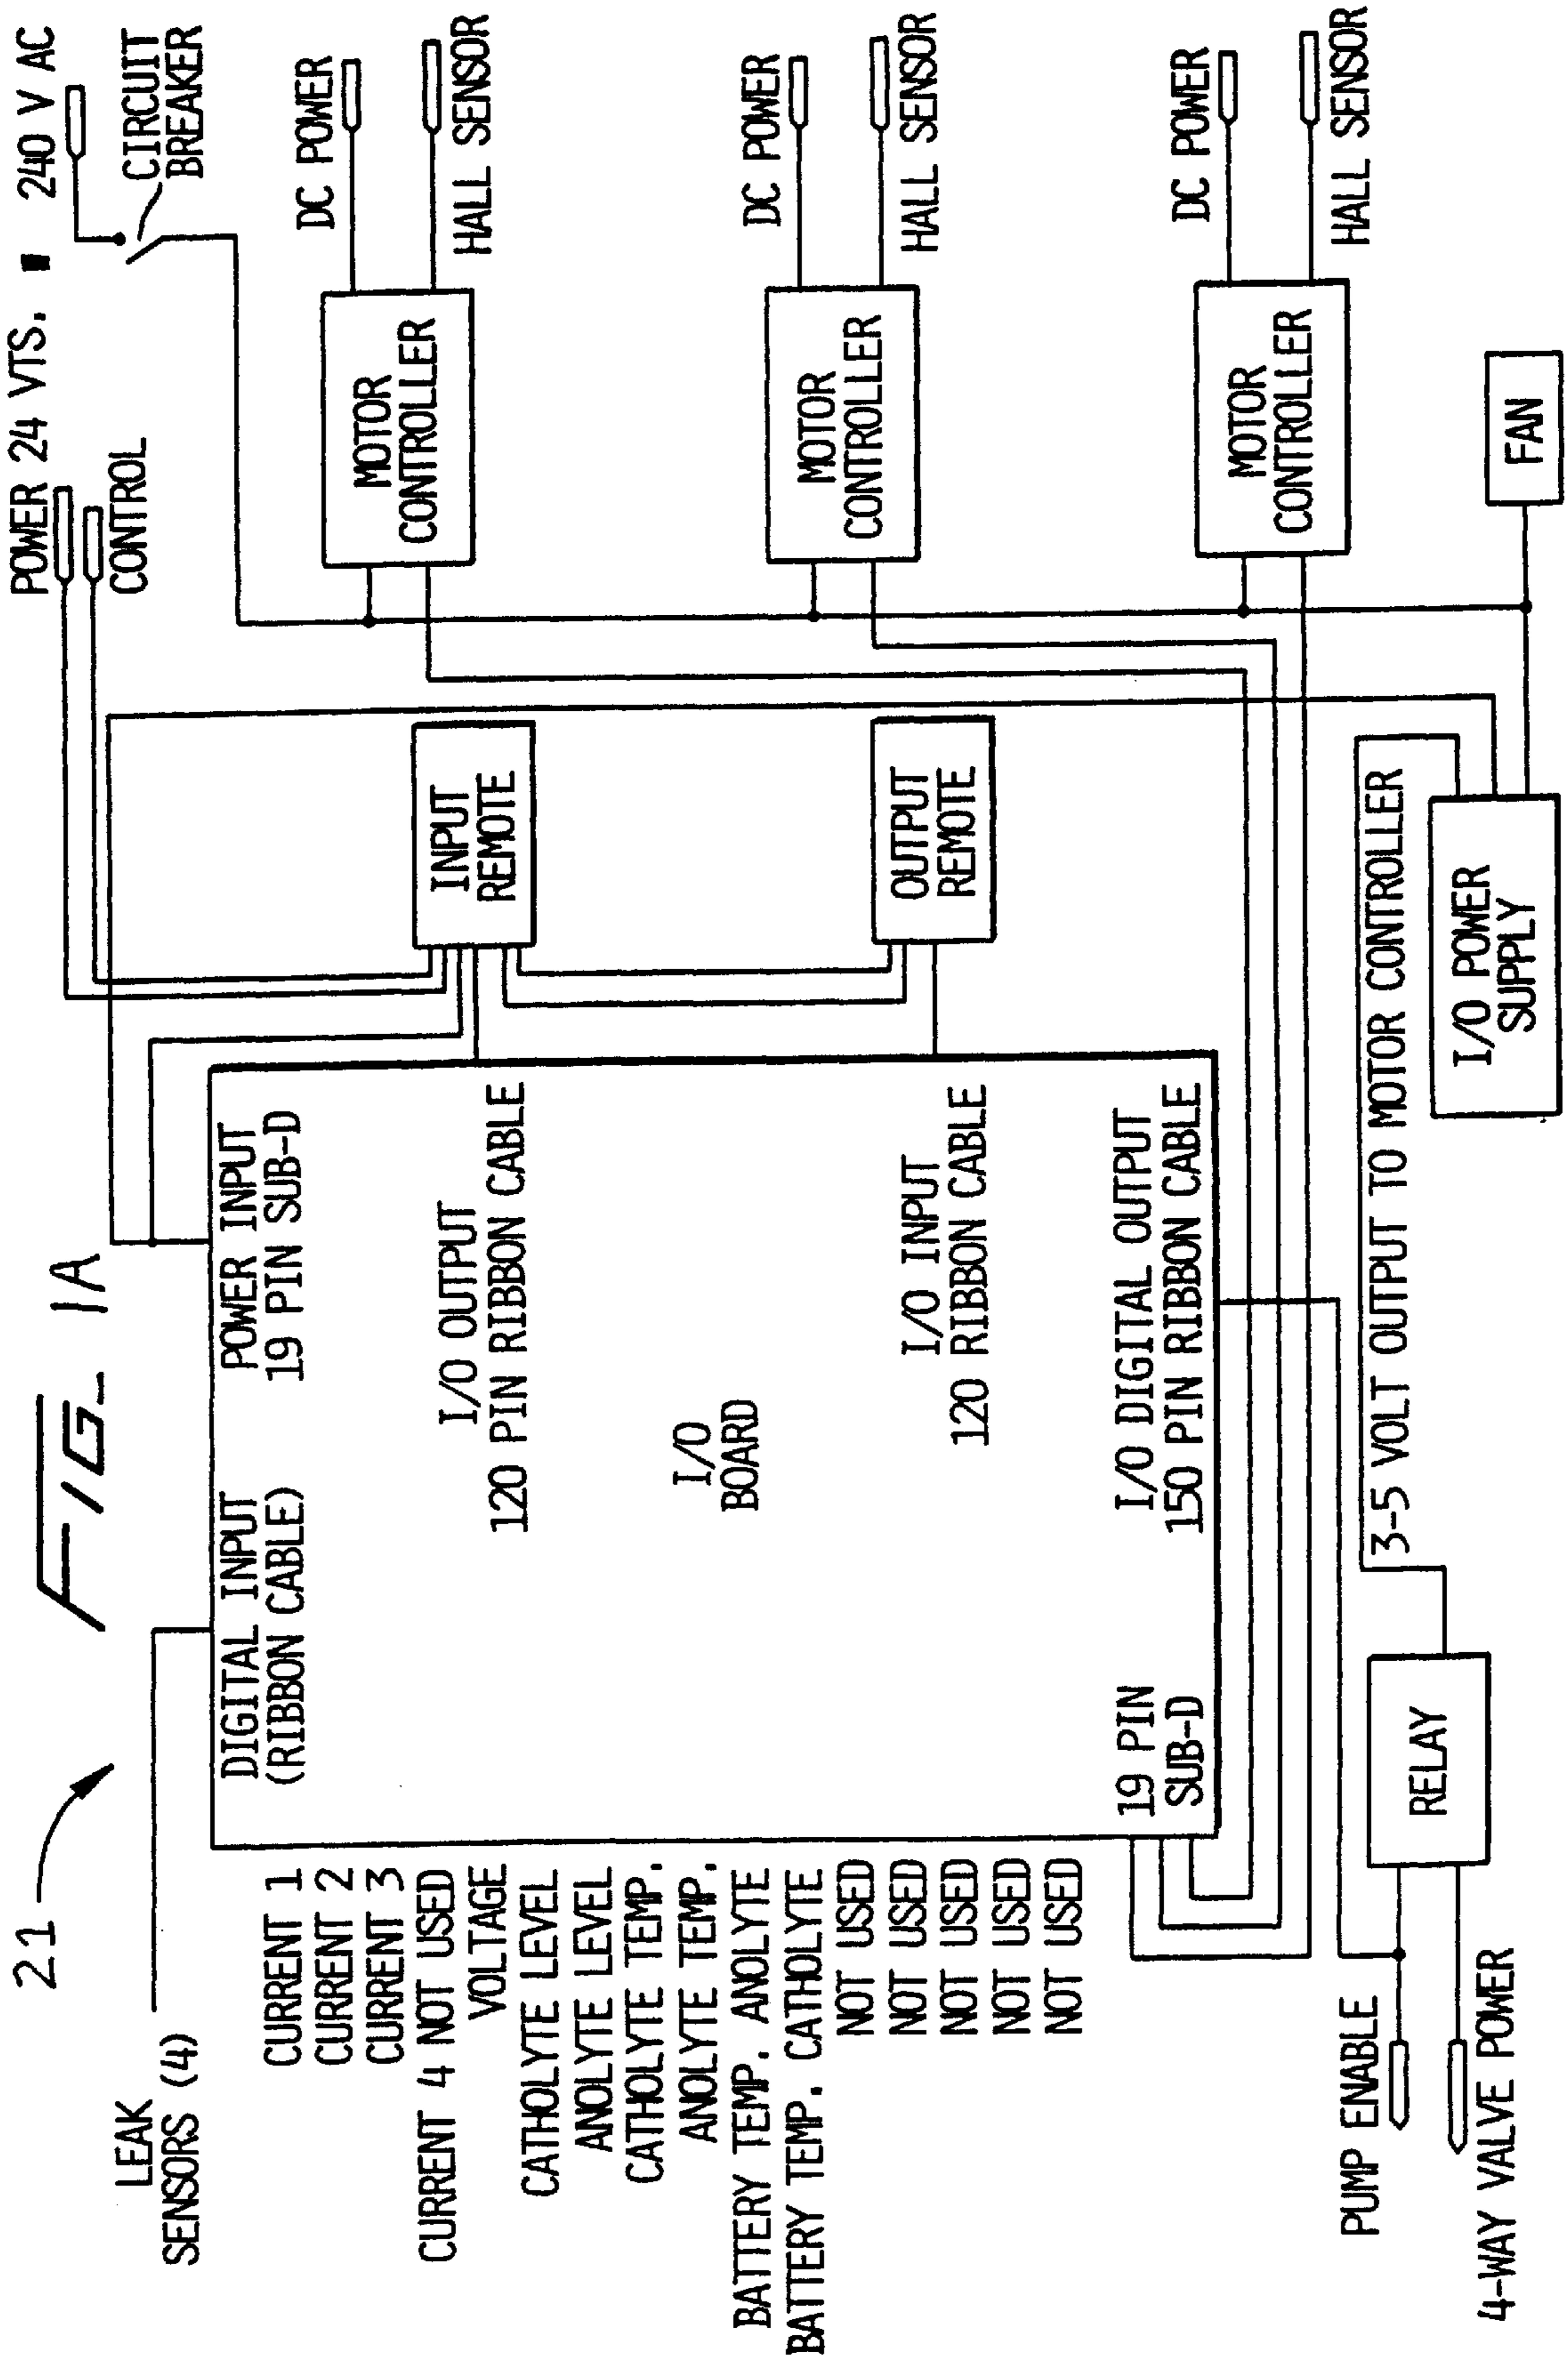 FIG_ 1A
21
POWER 24 VTS.
240 V AC
CONTROL
CIRCUIT
BREAKER
LEAK
SENSORS (4)
DIGITAL INPUT
(RIBBON CABLE)
POWER INPUT
19 PIN SUB-D
I/O OUTPUT
120 PIN RIBBON CABLE
I/O
BOARD
I/O INPUT
120 RIBBON CABLE
19 PIN
SUB-D
I/O DIGITAL OUTPUT
150 PIN RIBBON CABLE
CURRENT 1
CURRENT 2
CURRENT 3
CURRENT 4 NOT USED
VOLTAGE
CATHOLYTE LEVEL
ANOLYTE LEVEL
CATHOLYTE TEMP.
ANOLYTE TEMP.
BATTERY TEMP. ANOLYTE
BATTERY TEMP. CATHOLYTE
NOT USED
NOT USED
NOT USED
NOT USED
NOT USED
INPUT
REMOTE
OUTPUT
REMOTE
MOTOR
CONTROLLER
DC POWER
HALL SENSOR
MOTOR
CONTROLLER
DC POWER
HALL SENSOR
MOTOR
CONTROLLER
DC POWER
HALL SENSOR
PUMP ENABLE
4-WAY VALVE POWER
RELAY
3-5 VOLT OUTPUT TO MOTOR CONTROLLER
I/O POWER
SUPPLY
FAN